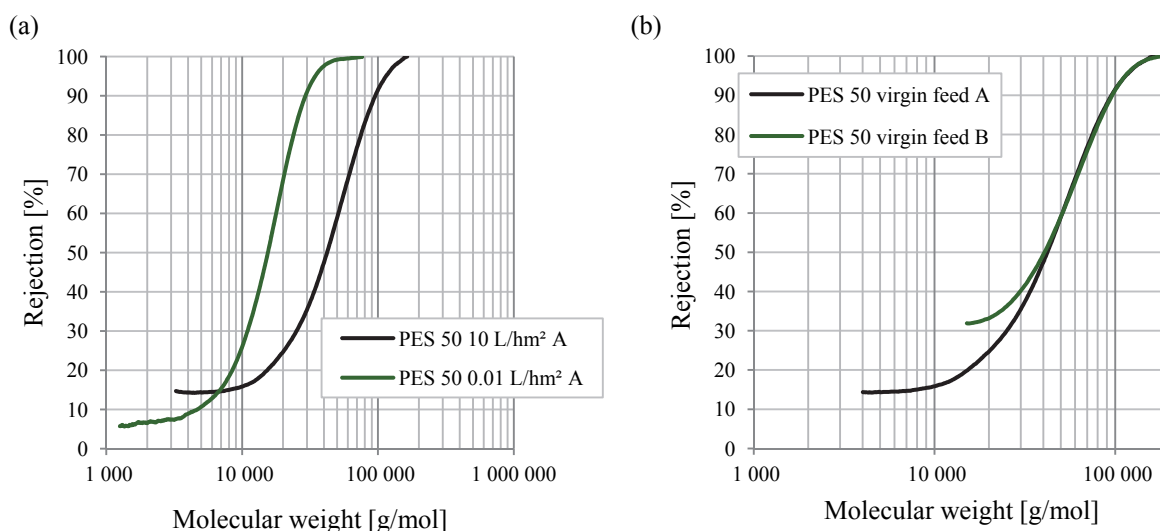 (a)
100
90
80
70
60
50
40
30
20
10
0
Rejection [%]
PES 50 10 L/hm² A
PES 50 0.01 L/hm² A
1 000
10 000
100 000
1 000 000
Molecular weight [g/mol]
(b)
100
90
80
70
60
50
40
30
20
10
0
Rejection [%]
PES 50 virgin feed A
PES 50 virgin feed B
1 000
10 000
100 000
Molecular weight [g/mol]